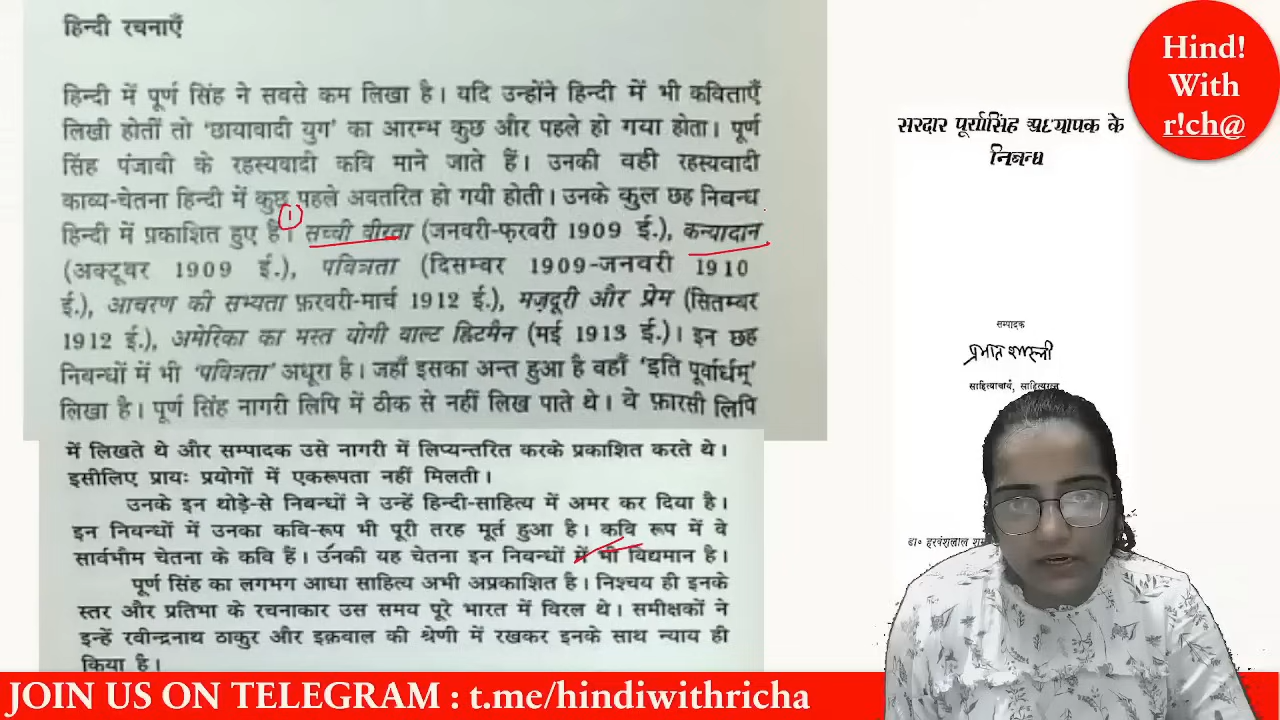 हिन्दी रचनाएँ
हिन्दी में पूर्ण सिंह ने सबसे कम लिखा है। यदि उन्होंने हिन्दी में भी कविताएँ
लिखी होतीं तो 'छायावादी युग' का आरम्भ कुछ और पहले हो गया होता। पूर्ण
सिंह पंजाबी के रहस्यवादी कवि माने जाते हैं। उनकी वही रहस्यवादी
काव्य-चेतना हिन्दी में कुछ पहले अवतरित हो गयी होती। उनके कुल छह निबन्ध
हिन्दी में प्रकाशित हुए हैं। सच्ची वीरता (जनवरी-फ़रवरी 1909 ई.), कन्यादान
(अक्टूबर 1909 ई.), पवित्रता (दिसम्बर 1909-जनवरी 1910
ई.), आचरण की सभ्यता फ़रवरी-मार्च 1912 ई.), मज़दूरी और प्रेम (सितम्बर
1912 ई.), अमेरिका का मस्त योगी वाल्ट ह्विटमैन (मई 1913 ई.)। इन छह
निबन्धों में भी 'पवित्रता' अधूरा है। जहाँ इसका अन्त हुआ है वहाँ 'इति पूर्वार्धम्'
लिखा है। पूर्ण सिंह नागरी लिपि में ठीक से नहीं लिख पाते थे। वे फ़ारसी लिपि
में लिखते थे और सम्पादक उसे नागरी में लिप्यन्तरित करके प्रकाशित करते थे।
इसीलिए प्रायः प्रयोगों में एकरूपता नहीं मिलती।
उनके इन थोड़े-से निबन्धों ने उन्हें हिन्दी-साहित्य में अमर कर दिया है।
इन निबन्धों में उनका कवि-रूप भी पूरी तरह मूर्त हुआ है। कवि रूप में वे
सार्वभौम चेतना के कवि हैं। उनकी यह चेतना इन निबन्धों में भी विद्यमान है।
पूर्ण सिंह का लगभग आधा साहित्य अभी अप्रकाशित है। निश्चय ही इनके
स्तर और प्रतिभा के रचनाकार उस समय पूरे भारत में विरल थे। समीक्षकों ने
इन्हें रवीन्द्रनाथ ठाकुर और इक़बाल की श्रेणी में रखकर इनके साथ न्याय ही
किया है।
1
Hind!
With
r!ch@
सरदार पूर्णसिंह अध्यापक के
निबन्ध
सम्पादक
प्रभात शास्त्री
साहित्याचार्य, साहित्यरत्न
डा० हरवंशलाल
JOIN US ON TELEGRAM : t.me/hindiwithricha